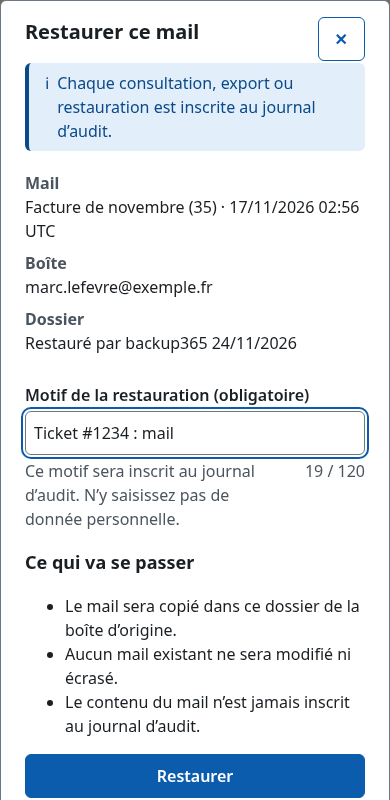 Restaurer ce mail
×
i Chaque consultation, export ou
restauration est inscrite au journal
d’audit.
Mail
Facture de novembre (35) · 17/11/2026 02:56
UTC
Boîte
marc.lefevre@exemple.fr
Dossier
Restauré par backup365 24/11/2026
Motif de la restauration (obligatoire)
Ticket #1234 : mail
Ce motif sera inscrit au journal 19 / 120
d’audit. N’y saisissez pas de
donnée personnelle.
Ce qui va se passer
• Le mail sera copié dans ce dossier de la
boîte d’origine.
• Aucun mail existant ne sera modifié ni
écrasé.
• Le contenu du mail n’est jamais inscrit
au journal d’audit.
Restaurer